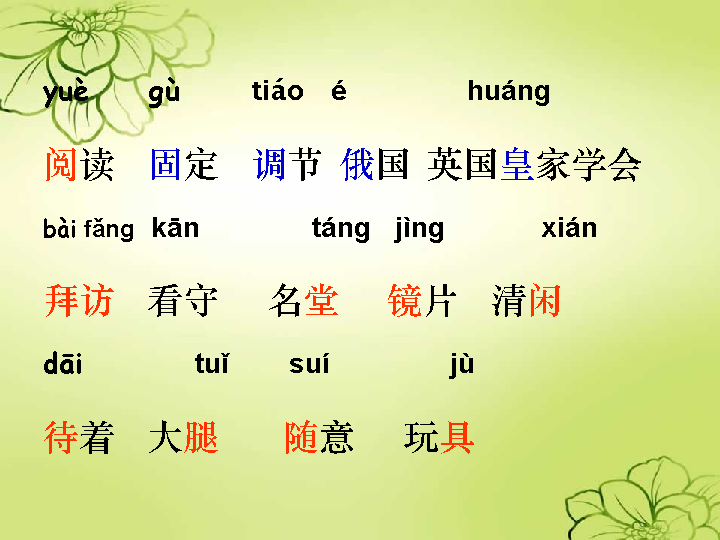 yuè gù tiáo é huáng
阅读 固定 调节 俄国 英国皇家学会
bài fǎng kān táng jìng xián
拜访 看守 名堂 镜片 清闲
dāi tuǐ suí jù
待着 大腿 随意 玩具